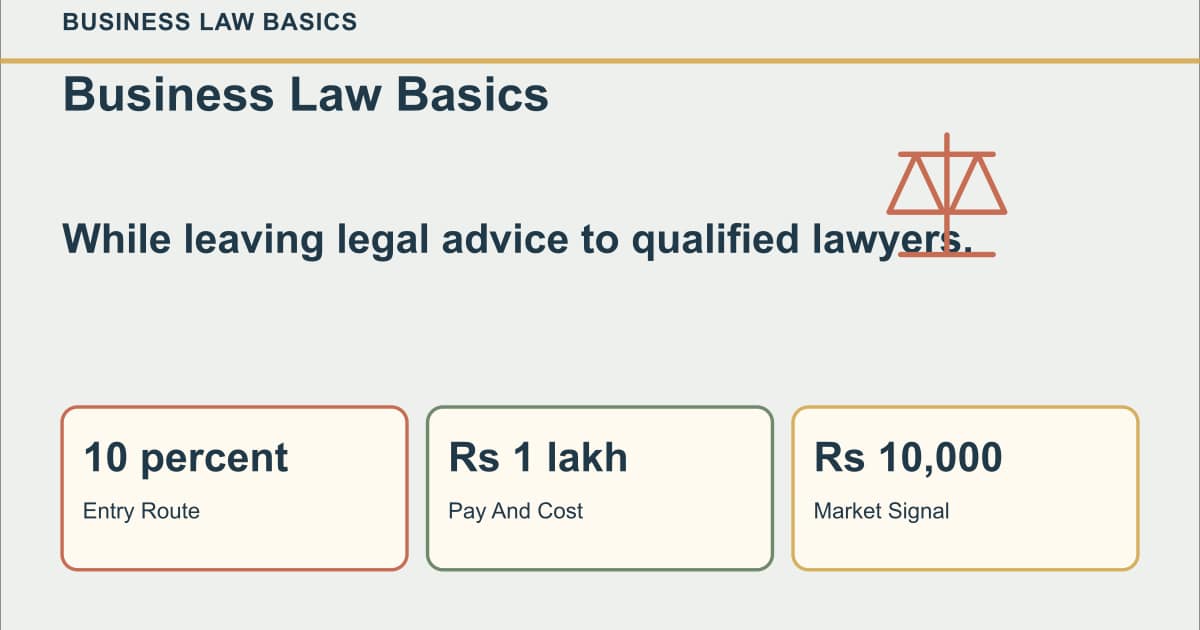 BUSINESS LAW BASICS
Business Law Basics
While leaving legal advice to qualified lawyers.
10 percent
Entry Route
Rs 1 lakh
Pay And Cost
Rs 10,000
Market Signal